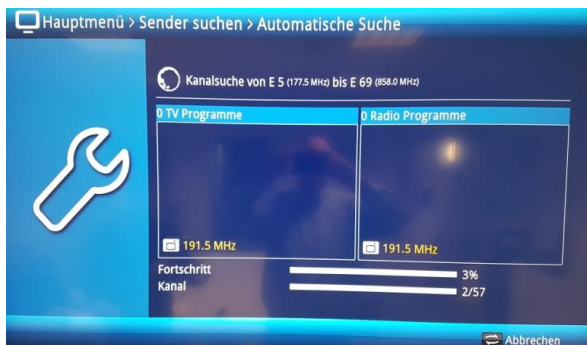 Hauptmenü > Sender suchen > Automatische Suche
Kanalsuche von E 5 (177.5 MHz) bis E 69 (858.0 MHz)
0 TV Programme
0 Radio Programme
191.5 MHz
191.5 MHz
Fortschritt 3%
Kanal 2/57
Abbrechen